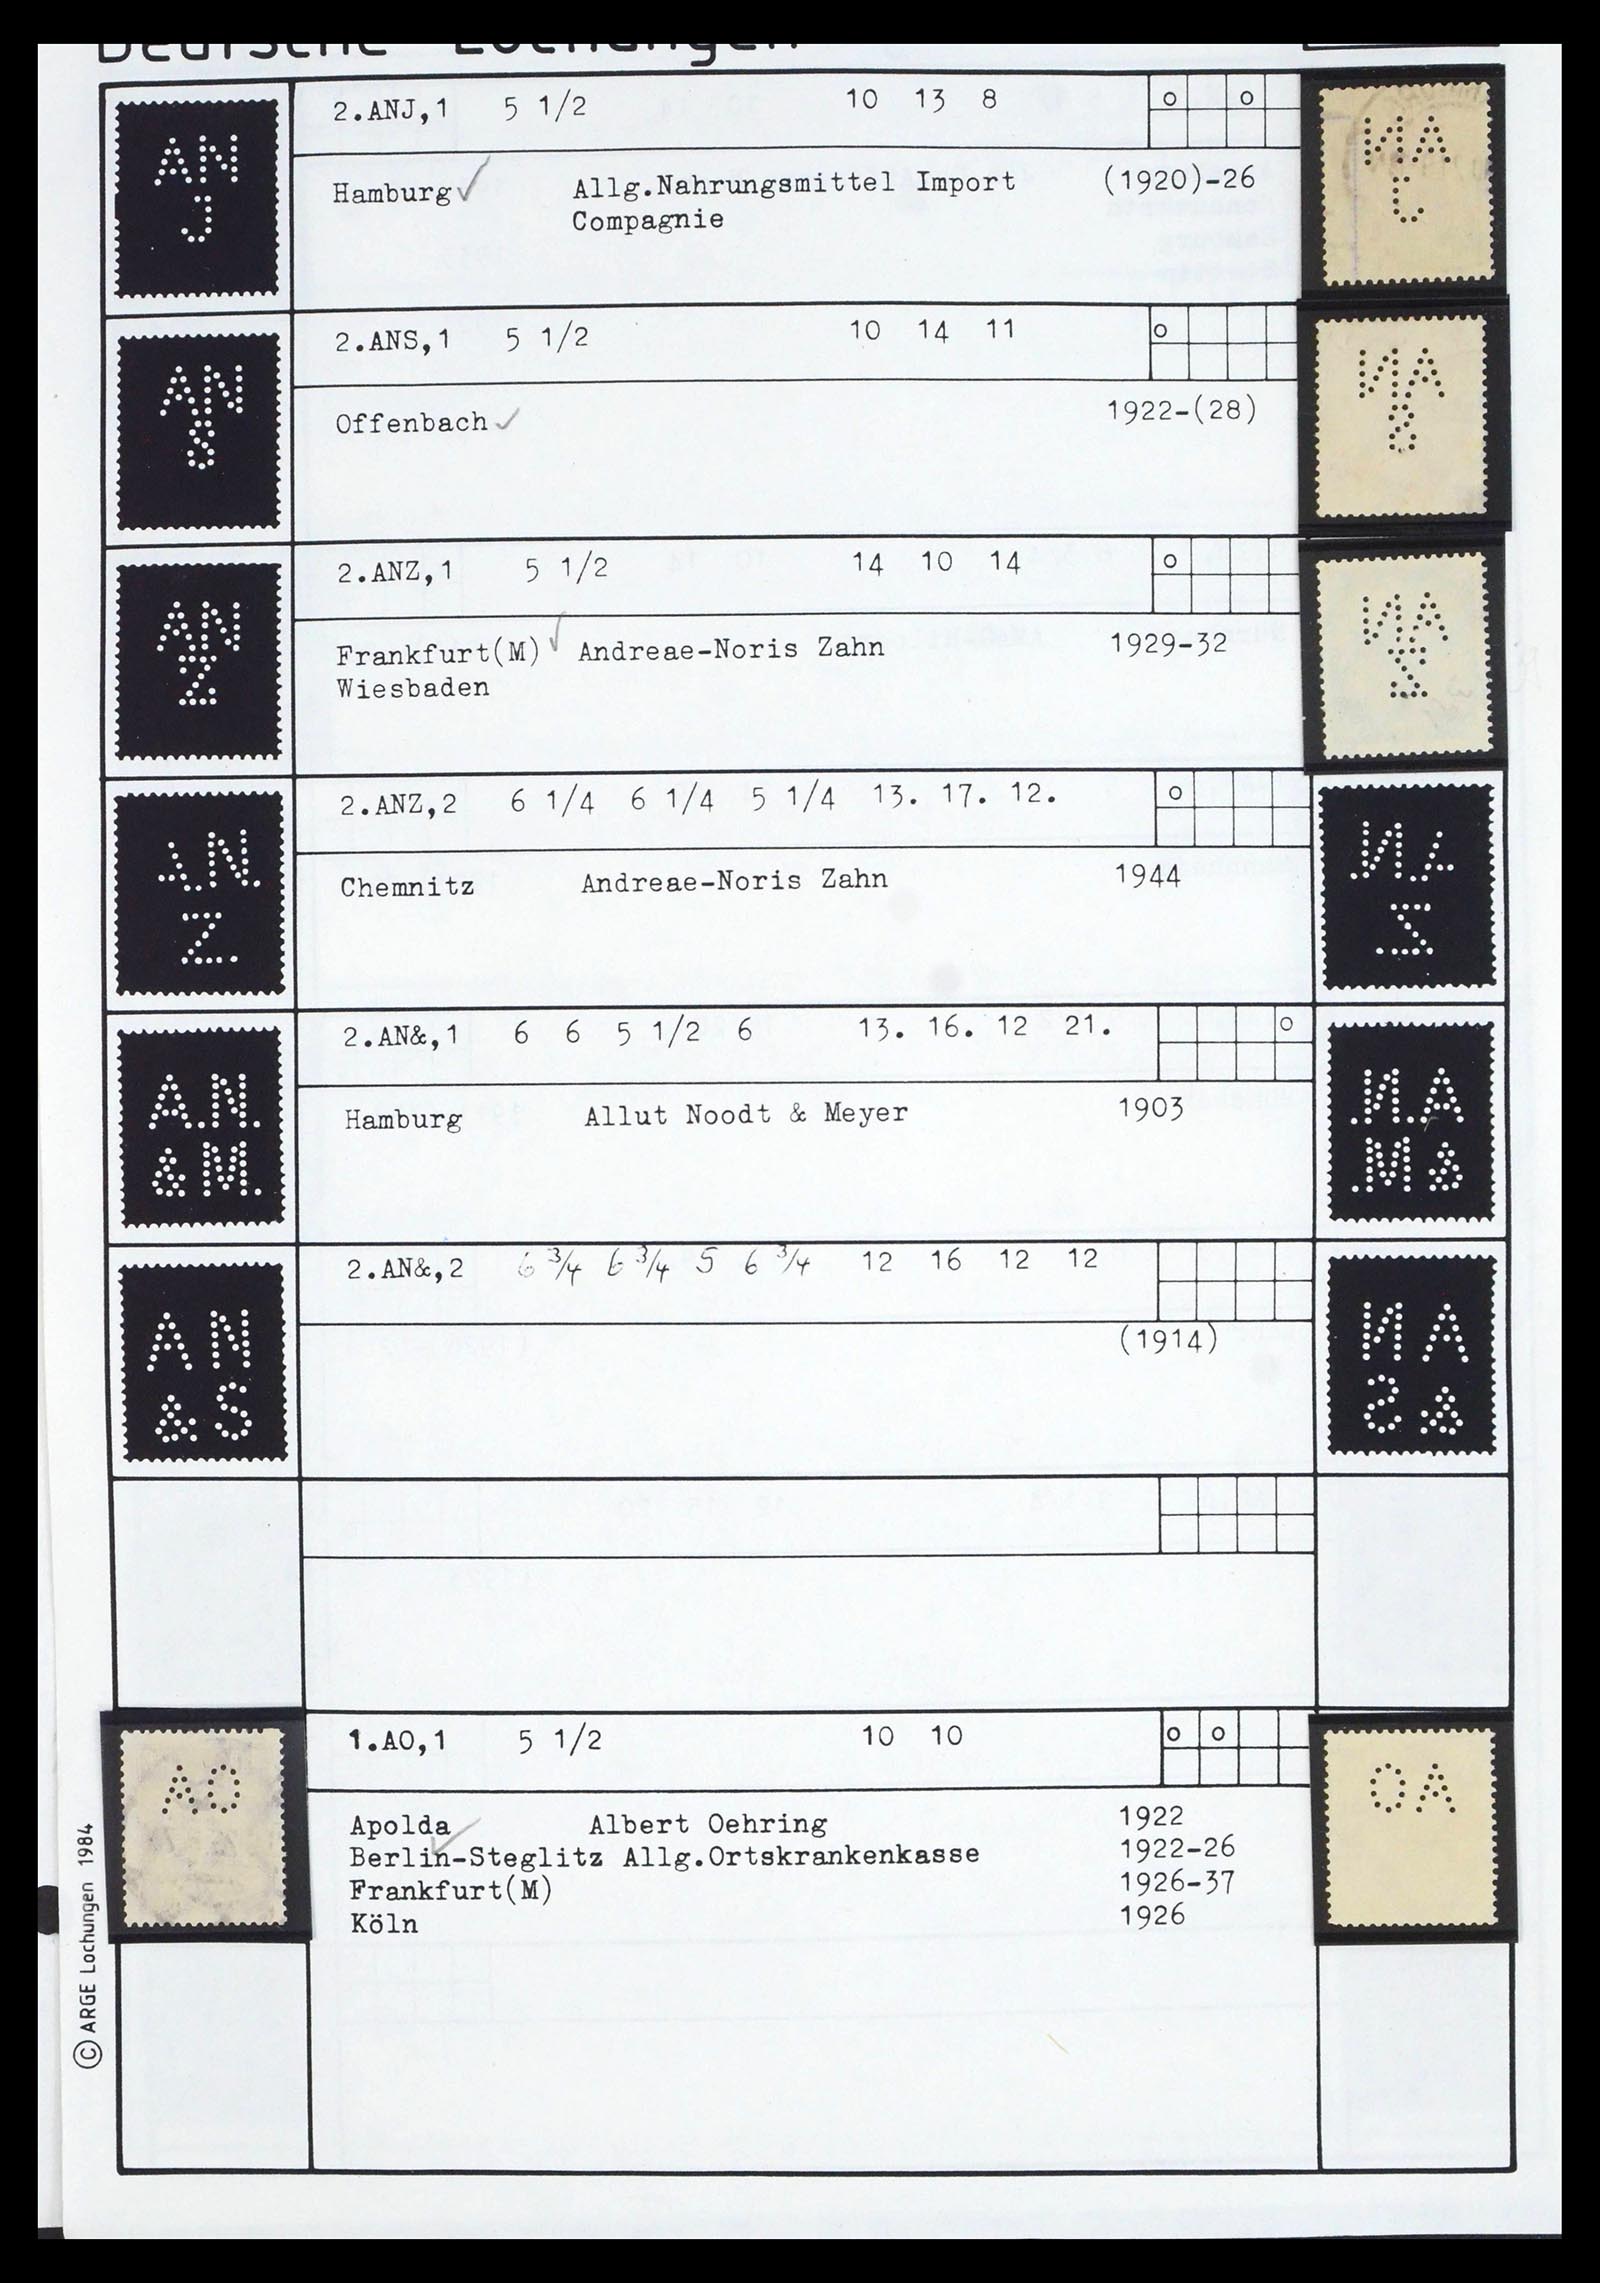 Deutsche Lochungen
AN
J
2.ANJ,1 5 1/2 10 13 8 o o
Hamburg Allg.Nahrungsmittel Import (1920)-26
Compagnie
AN
J
AN
S
2.ANS,1 5 1/2 10 14 11 o
Offenbach 1922-(28)
AN
S
AN
Z
2.ANZ,1 5 1/2 14 10 14 o
Frankfurt(M) Andreae-Noris Zahn 1929-32
Wiesbaden
AN
Z
A.N.
Z.
2.ANZ,2 6 1/4 6 1/4 5 1/4 13. 17. 12. o
Chemnitz Andreae-Noris Zahn 1944
A.N.
Z.
A.N.
&M.
2.AN&,1 6 6 5 1/2 6 13. 16. 12 21. o
Hamburg Allut Noodt & Meyer 1903
A.N.
&M.
AN
&S
2.AN&,2 6 3/4 6 3/4 5 6 3/4 12 16 12 12
(1914)
AN
&S
AO
1.AO,1 5 1/2 10 10 o o
Apolda Albert Oehring 1922
Berlin-Steglitz Allg.Ortskrankenkasse 1922-26
Frankfurt(M) 1926-37
Köln 1926
AO
© ARGE Lochungen 1984